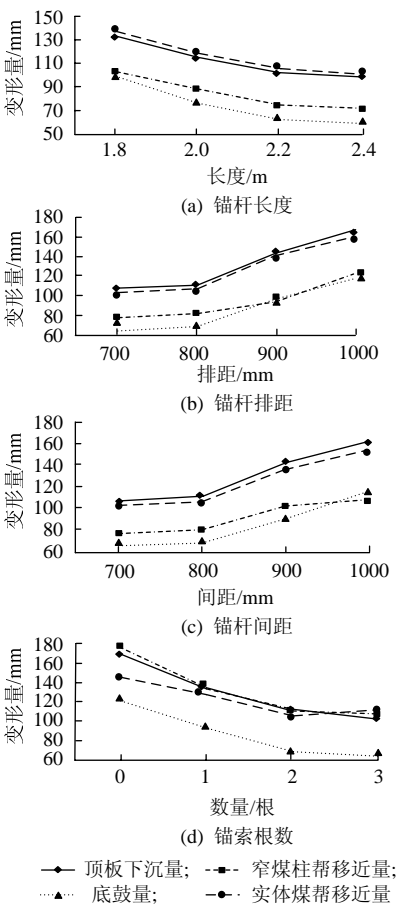 变形量/mm
150
130
110
90
70
50
1.8 2.0 2.2 2.4
长度/m
(a) 锚杆长度
变形量/mm
180
160
140
120
100
80
60
700 800 900 1000
排距/mm
(b) 锚杆排距
变形量/mm
180
160
140
120
100
80
60
700 800 900 1000
间距/mm
(c) 锚杆间距
变形量/mm
180
160
140
120
100
80
60
0 1 2 3
数量/根
(d) 锚索根数
顶板下沉量; 窄煤柱帮移近量;
底鼓量; 实体煤帮移近量